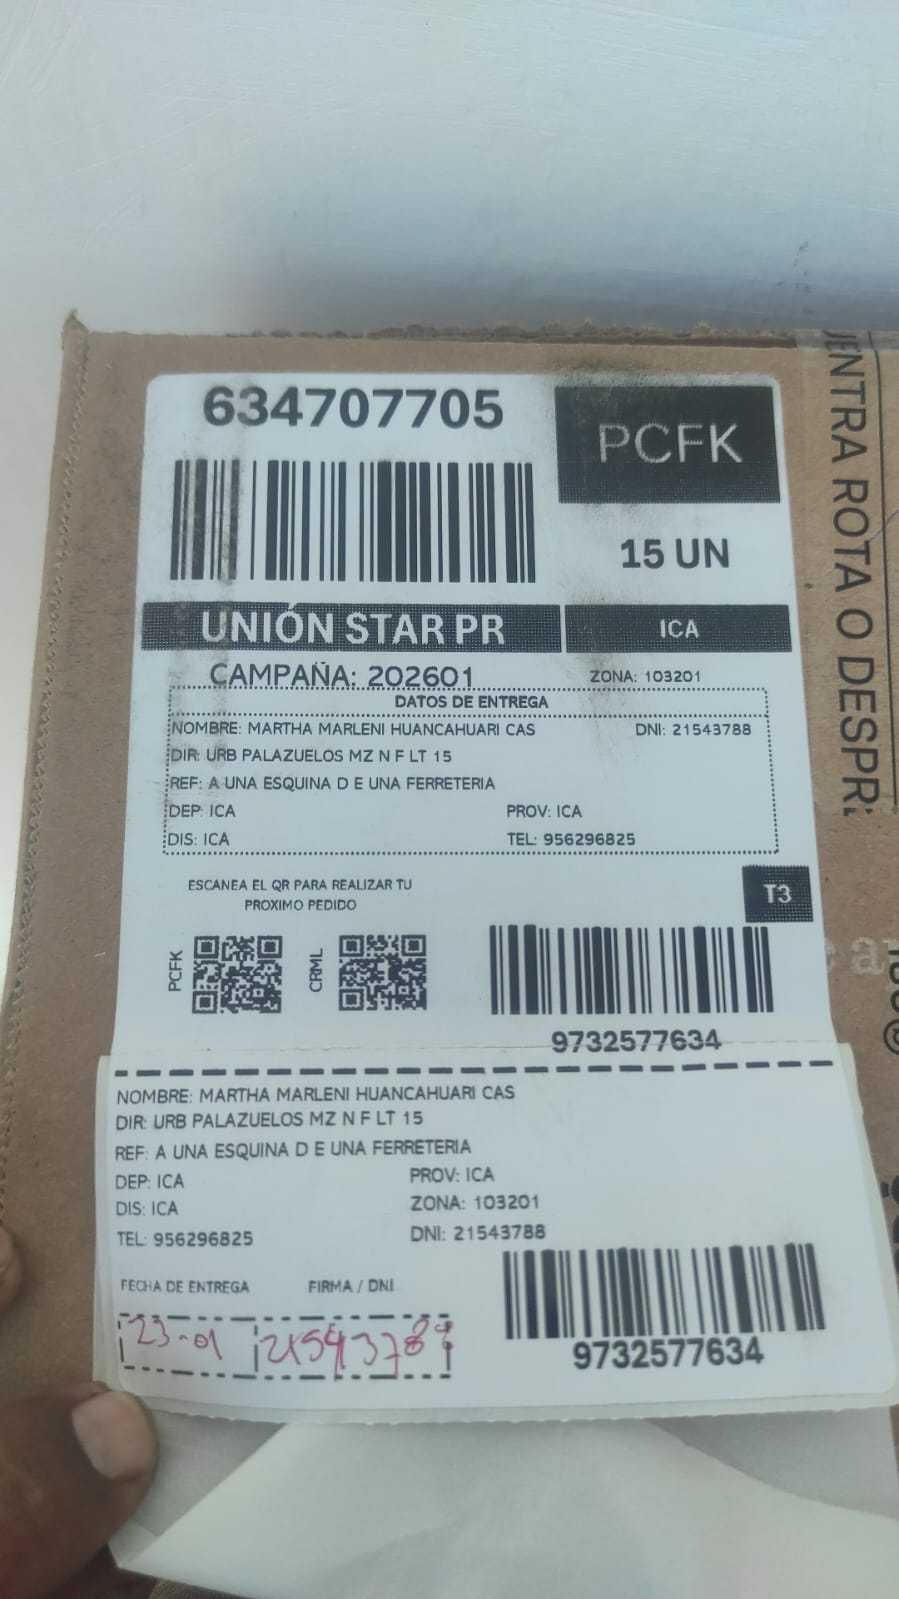 634707705
PCFK
15 UN
UNIÓN STAR PR
ICA
CAMPAÑA: 202601
ZONA: 103201
DATOS DE ENTREGA
NOMBRE: MARTHA MARLENI HUANCAHUARI CAS DNI: 21543788
DIR: URB PALAZUELOS MZ N F LT 15
REF: A UNA ESQUINA D E UNA FERRETERIA
DEP: ICA PROV: ICA
DIS: ICA TEL: 956296825
ESCANEA EL QR PARA REALIZAR TU
PROXIMO PEDIDO
T3
PCFK
CRML
9732577634
NOMBRE: MARTHA MARLENI HUANCAHUARI CAS
DIR: URB PALAZUELOS MZ N F LT 15
REF: A UNA ESQUINA D E UNA FERRETERIA
DEP: ICA PROV: ICA
DIS: ICA ZONA: 103201
TEL: 956296825 DNI: 21543788
FECHA DE ENTREGA FIRMA / DNI
23-01
9732577634
ENTRA ROTA O DESPR